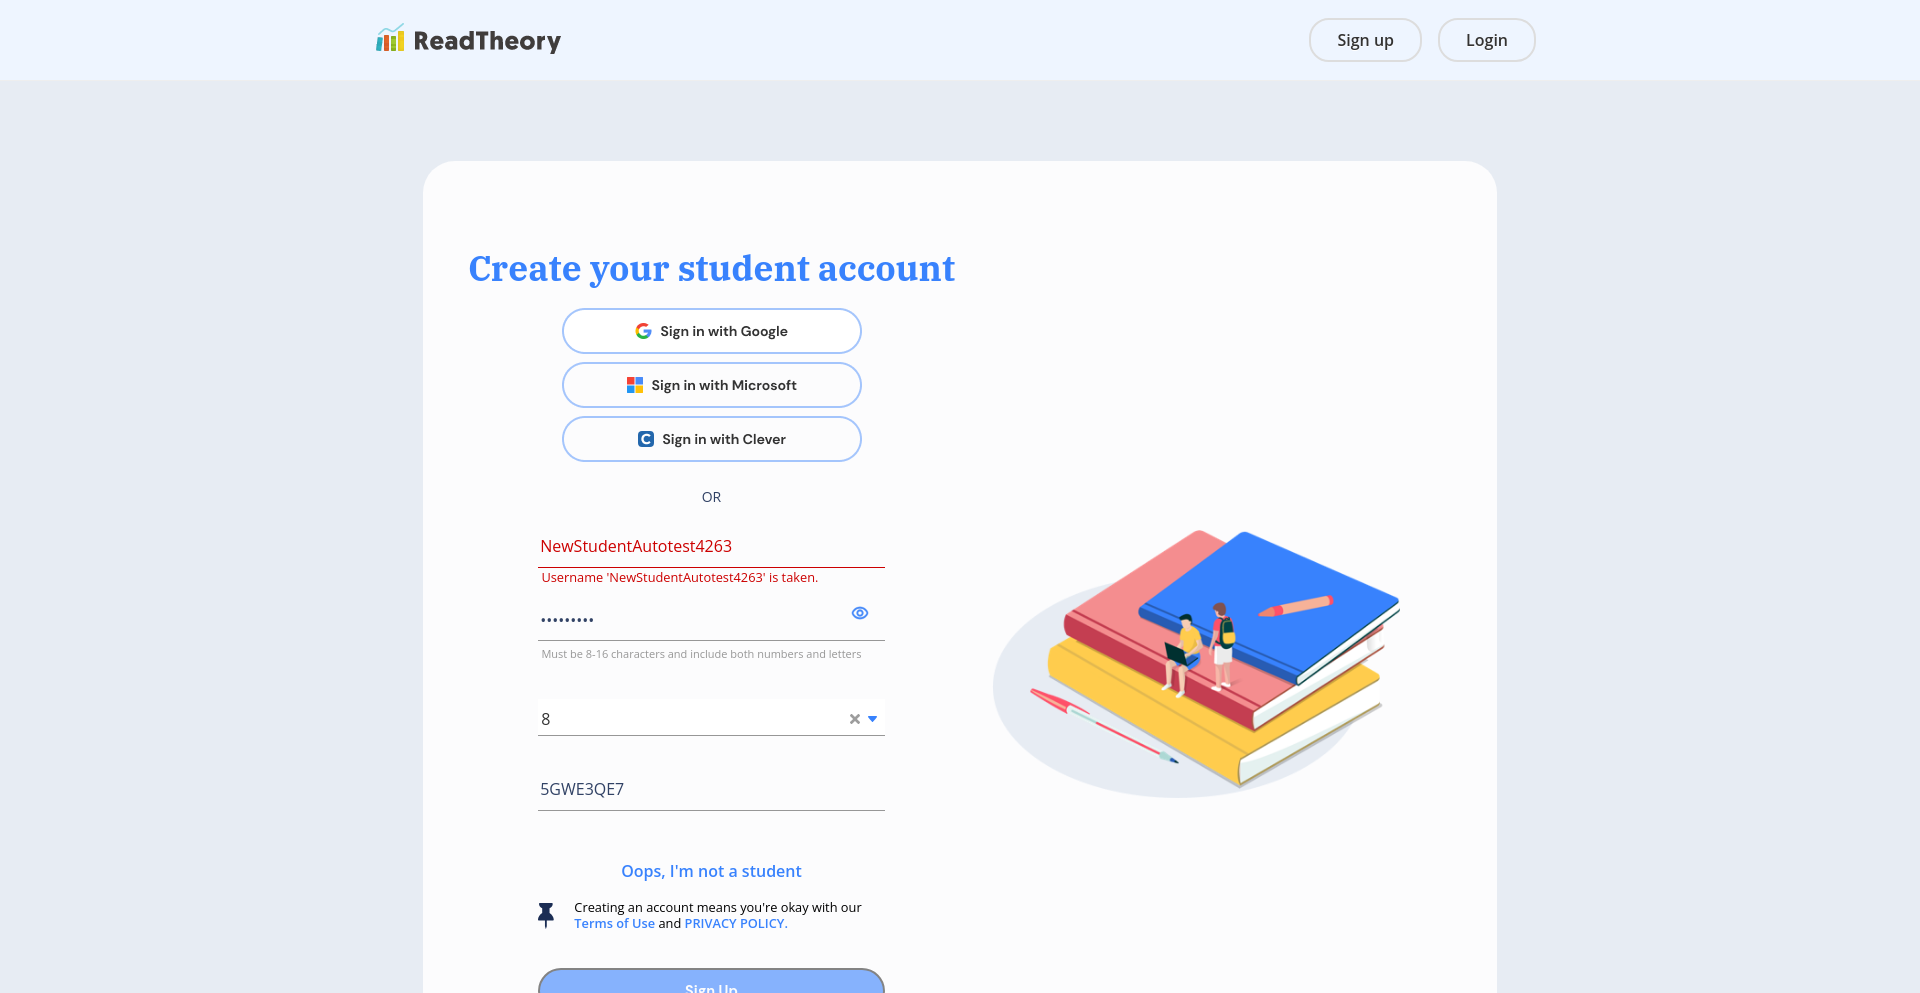 ReadTheory
Sign up
Login
Create your student account
Sign in with Google
Sign in with Microsoft
Sign in with Clever
OR
NewStudentAutotest4263
Username 'NewStudentAutotest4263' is taken.
•••••••••
Must be 8-16 characters and include both numbers and letters
8
5GWE3QE7
Oops, I'm not a student
Creating an account means you're okay with our
Terms of Use and PRIVACY POLICY.
Sign Up